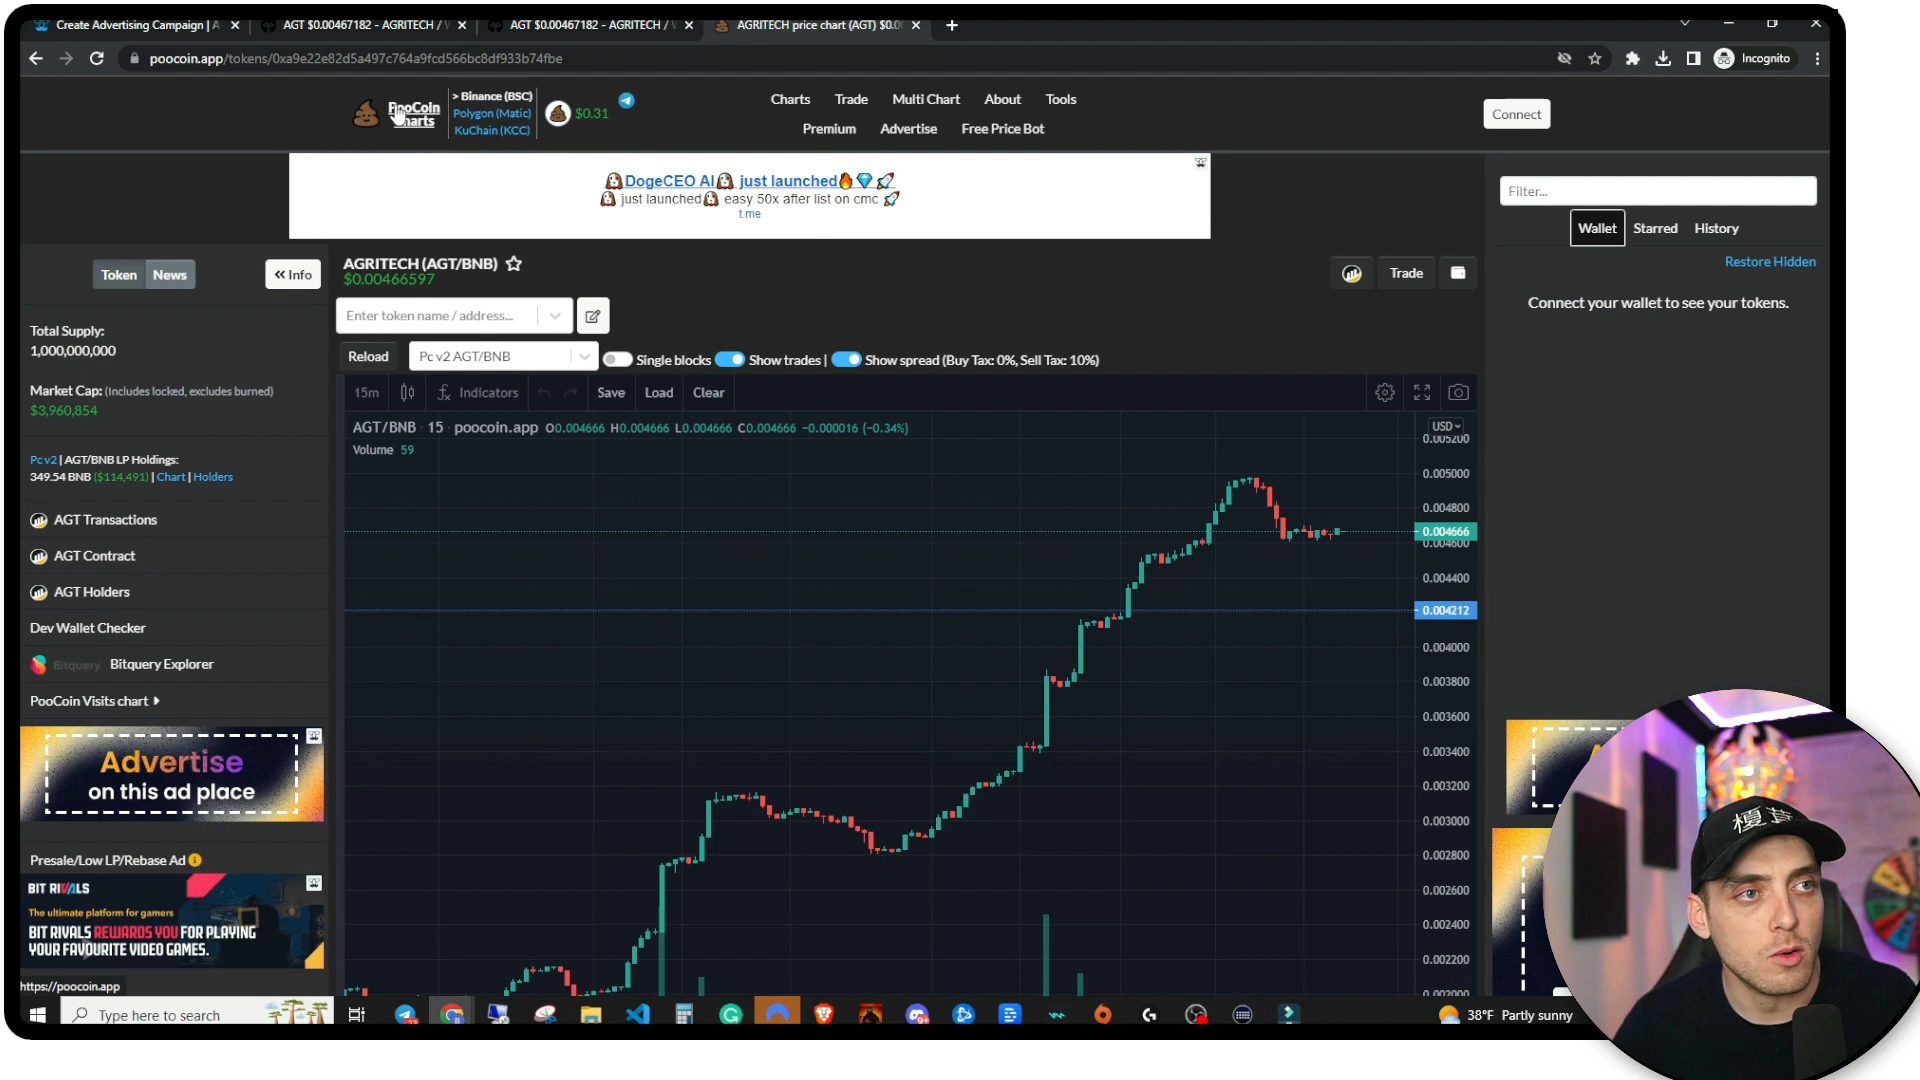 Create Advertising Campaign | A
AGT $0.00467182 - AGRITECH /
AGT $0.00467182 - AGRITECH /
AGRITECH price chart (AGT) $0.0
poocoin.app/tokens/0xa9e22e82d5a497c764a9fcd566bc8df933b74fbe
Incognito
PooCoin
Charts
> Binance (BSC)
Polygon (Matic)
KuChain (KCC)
$0.31
Charts Trade Multi Chart About Tools
Premium Advertise Free Price Bot
Connect
DogeCEO AI just launched
just launched easy 50x after list on cmc
t.me
Filter...
Wallet Starred History
Restore Hidden
Connect your wallet to see your tokens.
Token News
Info
AGRITECH (AGT/BNB)
$0.00466597
Trade
Enter token name / address...
Reload
Pc v2 AGT/BNB
Single blocks Show trades | Show spread (Buy Tax: 0%, Sell Tax: 10%)
Total Supply:
1,000,000,000
Market Cap: (Includes locked, excludes burned)
$3,960,854
Pc v2 | AGT/BNB LP Holdings:
349.54 BNB ($114,491) | Chart | Holders
AGT Transactions
AGT Contract
AGT Holders
Dev Wallet Checker
Bitquery Bitquery Explorer
PooCoin Visits chart
Advertise
on this ad place
Presale/Low LP/Rebase Ad
BIT RIVALS
The ultimate platform for gamers
BIT RIVALS REWARDS YOU FOR PLAYING
YOUR FAVOURITE VIDEO GAMES.
https://poocoin.app
15m Indicators Save Load Clear
AGT/BNB 15 poocoin.app O0.004666 H0.004666 L0.004666 C0.004666 −0.000016 (−0.34%)
Volume 59
USD
0.005200
0.005000
0.004800
0.004666
0.004600
0.004400
0.004212
0.004000
0.003800
0.003600
0.003400
0.003200
0.003000
0.002800
0.002600
0.002400
0.002200
0.002000
Type here to search
38°F Partly sunny